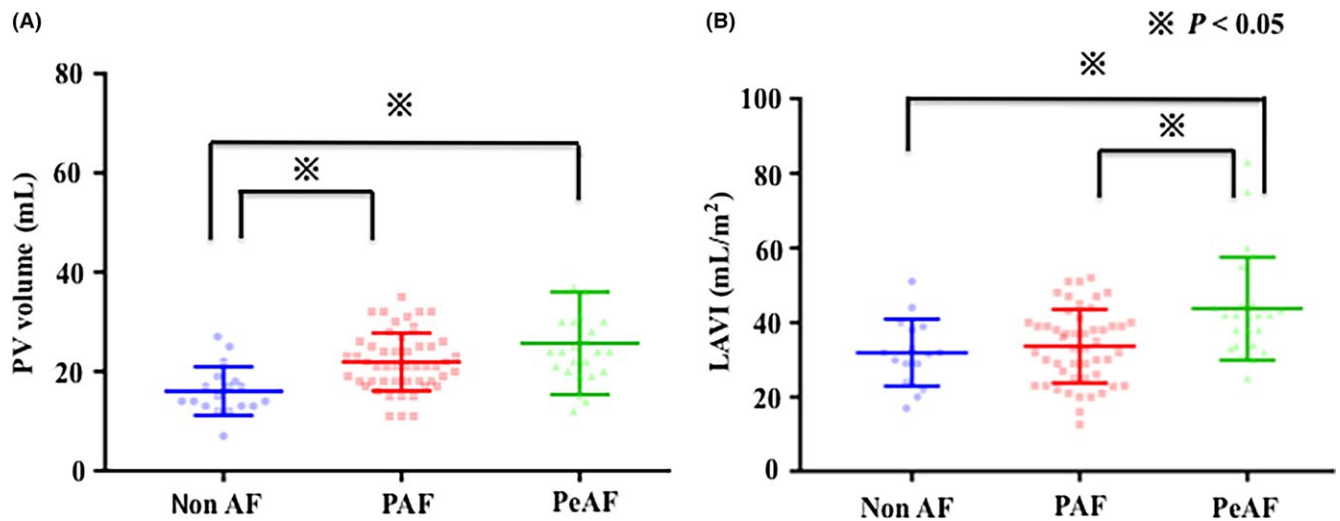 (A)
PV volume (mL)
80
60
40
20
0
※
※
Non AF PAF PeAF
(B)
※ P < 0.05
LAVI (mL/m²)
100
80
60
40
20
0
※
※
Non AF PAF PeAF